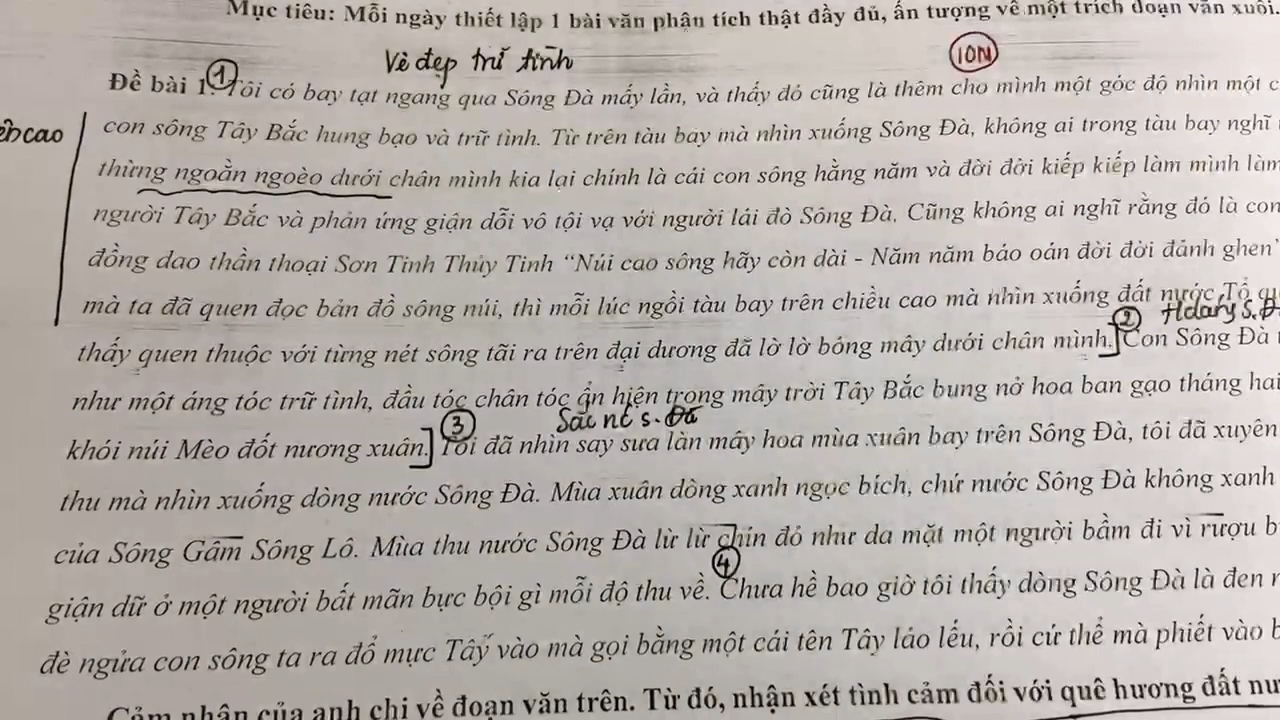 Mục tiêu: Mỗi ngày thiết lập 1 bài văn phân tích thật đầy đủ, ấn tượng về một trích đoạn văn xuôi.
Vẻ đẹp trữ tình
ION
Đề bài 1: Tôi có bay tạt ngang qua Sông Đà mấy lần, và thấy đó cũng là thêm cho mình một góc độ nhìn một
1
cao
con sông Tây Bắc hung bạo và trữ tình. Từ trên tàu bay mà nhìn xuống Sông Đà, không ai trong tàu bay nghĩ
thừng ngoằn ngoèo dưới chân mình kia lại chính là cái con sông hằng năm và đời đời kiếp kiếp làm mình làm
người Tây Bắc và phản ứng giận dỗi vô tội vạ với người lái đò Sông Đà. Cũng không ai nghĩ rằng đó là con
đồng dao thần thoại Sơn Tinh Thủy Tinh “Núi cao sông hãy còn dài - Năm năm báo oán đời đời đánh ghen”
mà ta đã quen đọc bản đồ sông núi, thì mỗi lúc ngồi tàu bay trên chiều cao mà nhìn xuống đất nước Tổ
2 Hdáng S.Đ
thấy quen thuộc với từng nét sông tãi ra trên đại dương đã lờ lờ bóng mây dưới chân mình. Con Sông Đà
như một áng tóc trữ tình, đầu tóc chân tóc ẩn hiện trong mây trời Tây Bắc bung nở hoa ban gạo tháng hai
3 Sắc nc s. Đà
khói núi Mèo đốt nương xuân. Tôi đã nhìn say sưa làn mây hoa mùa xuân bay trên Sông Đà, tôi đã xuyên
thu mà nhìn xuống dòng nước Sông Đà. Mùa xuân dòng xanh ngọc bích, chứ nước Sông Đà không xanh
của Sông Gâm Sông Lô. Mùa thu nước Sông Đà lừ lừ chín đỏ như da mặt một người bầm đi vì rượu
4
giận dữ ở một người bất mãn bực bội gì mỗi độ thu về. Chưa hề bao giờ tôi thấy dòng Sông Đà là đen
đè ngửa con sông ta ra đổ mực Tây vào mà gọi bằng một cái tên Tây láo lếu, rồi cứ thế mà phiết vào
Cảm nhận của anh chị về đoạn văn trên. Từ đó, nhận xét tình cảm đối với quê hương đất